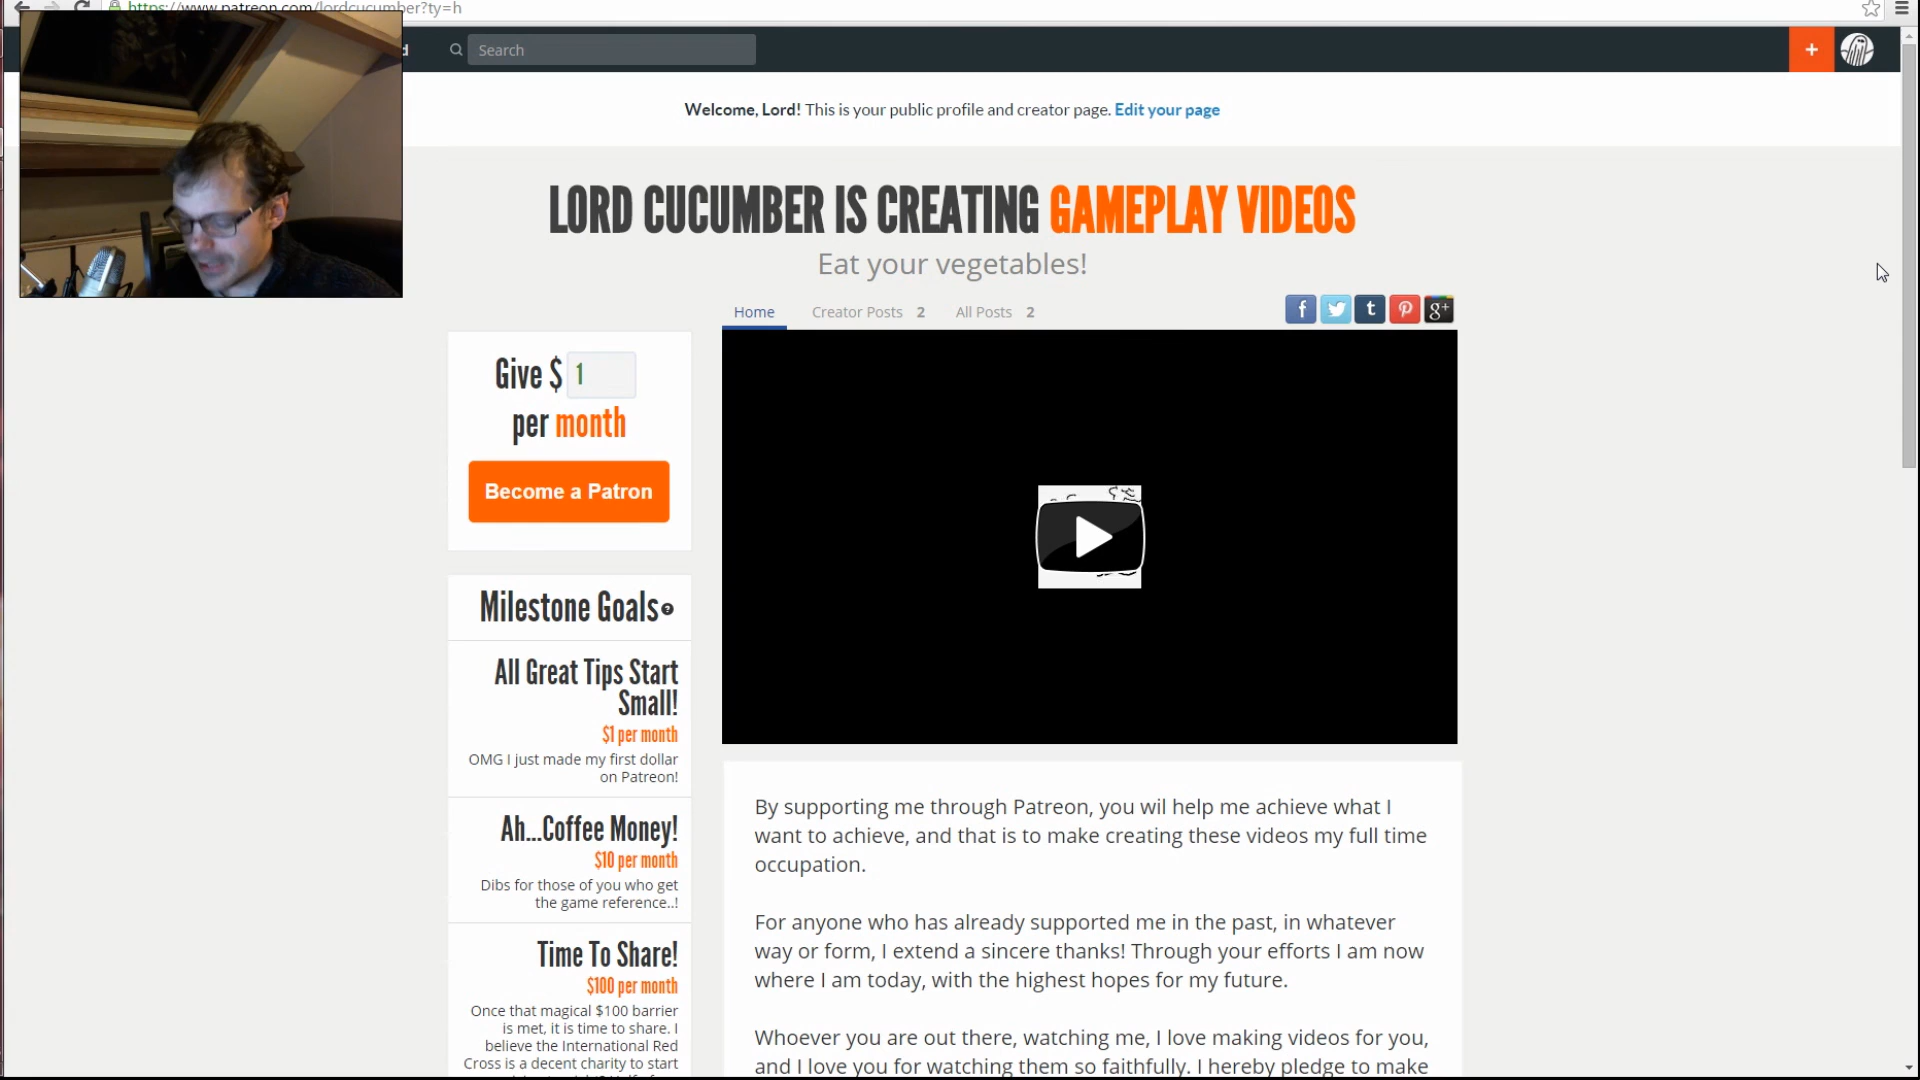 https://www.patreon.com/lordcucumber?ty=h
d
Search
+
Welcome, Lord! This is your public profile and creator page. Edit your page
LORD CUCUMBER IS CREATING GAMEPLAY VIDEOS
Eat your vegetables!
Home Creator Posts 2 All Posts 2
f t g+
Give $ 1
per month
Become a Patron
Milestone Goals?
All Great Tips Start
Small!
$1 per month
OMG I just made my first dollar
on Patreon!
Ah...Coffee Money!
$10 per month
Dibs for those of you who get
the game reference..!
Time To Share!
$100 per month
Once that magical $100 barrier
is met, it is time to share. I
believe the International Red
Cross is a decent charity to start
By supporting me through Patreon, you wil help me achieve what I
want to achieve, and that is to make creating these videos my full time
occupation.
For anyone who has already supported me in the past, in whatever
way or form, I extend a sincere thanks! Through your efforts I am now
where I am today, with the highest hopes for my future.
Whoever you are out there, watching me, I love making videos for you,
and I love you for watching them so faithfully. I hereby pledge to make